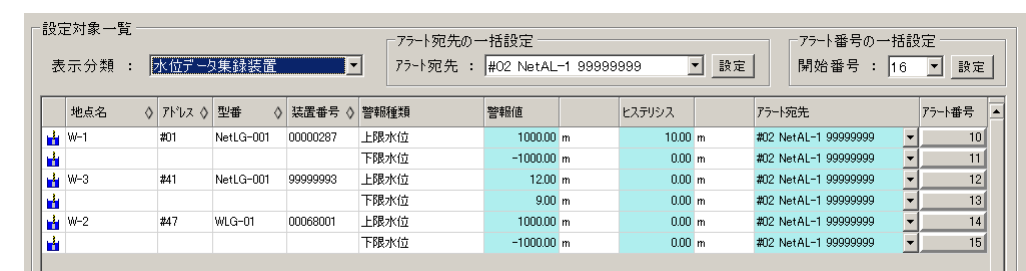 設定対象一覧
表示分類 ： 水位データ集録装置
アラート宛先の一括設定
アラート宛先 ： #02 NetAL-1 99999999 設定
アラート番号の一括設定
開始番号 ： 16 設定
地点名 アドレス 型番 装置番号 警報種類 警報値 ヒステリシス アラート宛先 アラート番号
W-1 #01 NetLG-001 00000287 上限水位 1000.00 m 10.00 m #02 NetAL-1 99999999 10
下限水位 -1000.00 m 0.00 m #02 NetAL-1 99999999 11
W-3 #41 NetLG-001 99999993 上限水位 12.00 m 0.00 m #02 NetAL-1 99999999 12
下限水位 9.00 m 0.00 m #02 NetAL-1 99999999 13
W-2 #47 WLG-01 00068001 上限水位 1000.00 m 0.00 m #02 NetAL-1 99999999 14
下限水位 -1000.00 m 0.00 m #02 NetAL-1 99999999 15